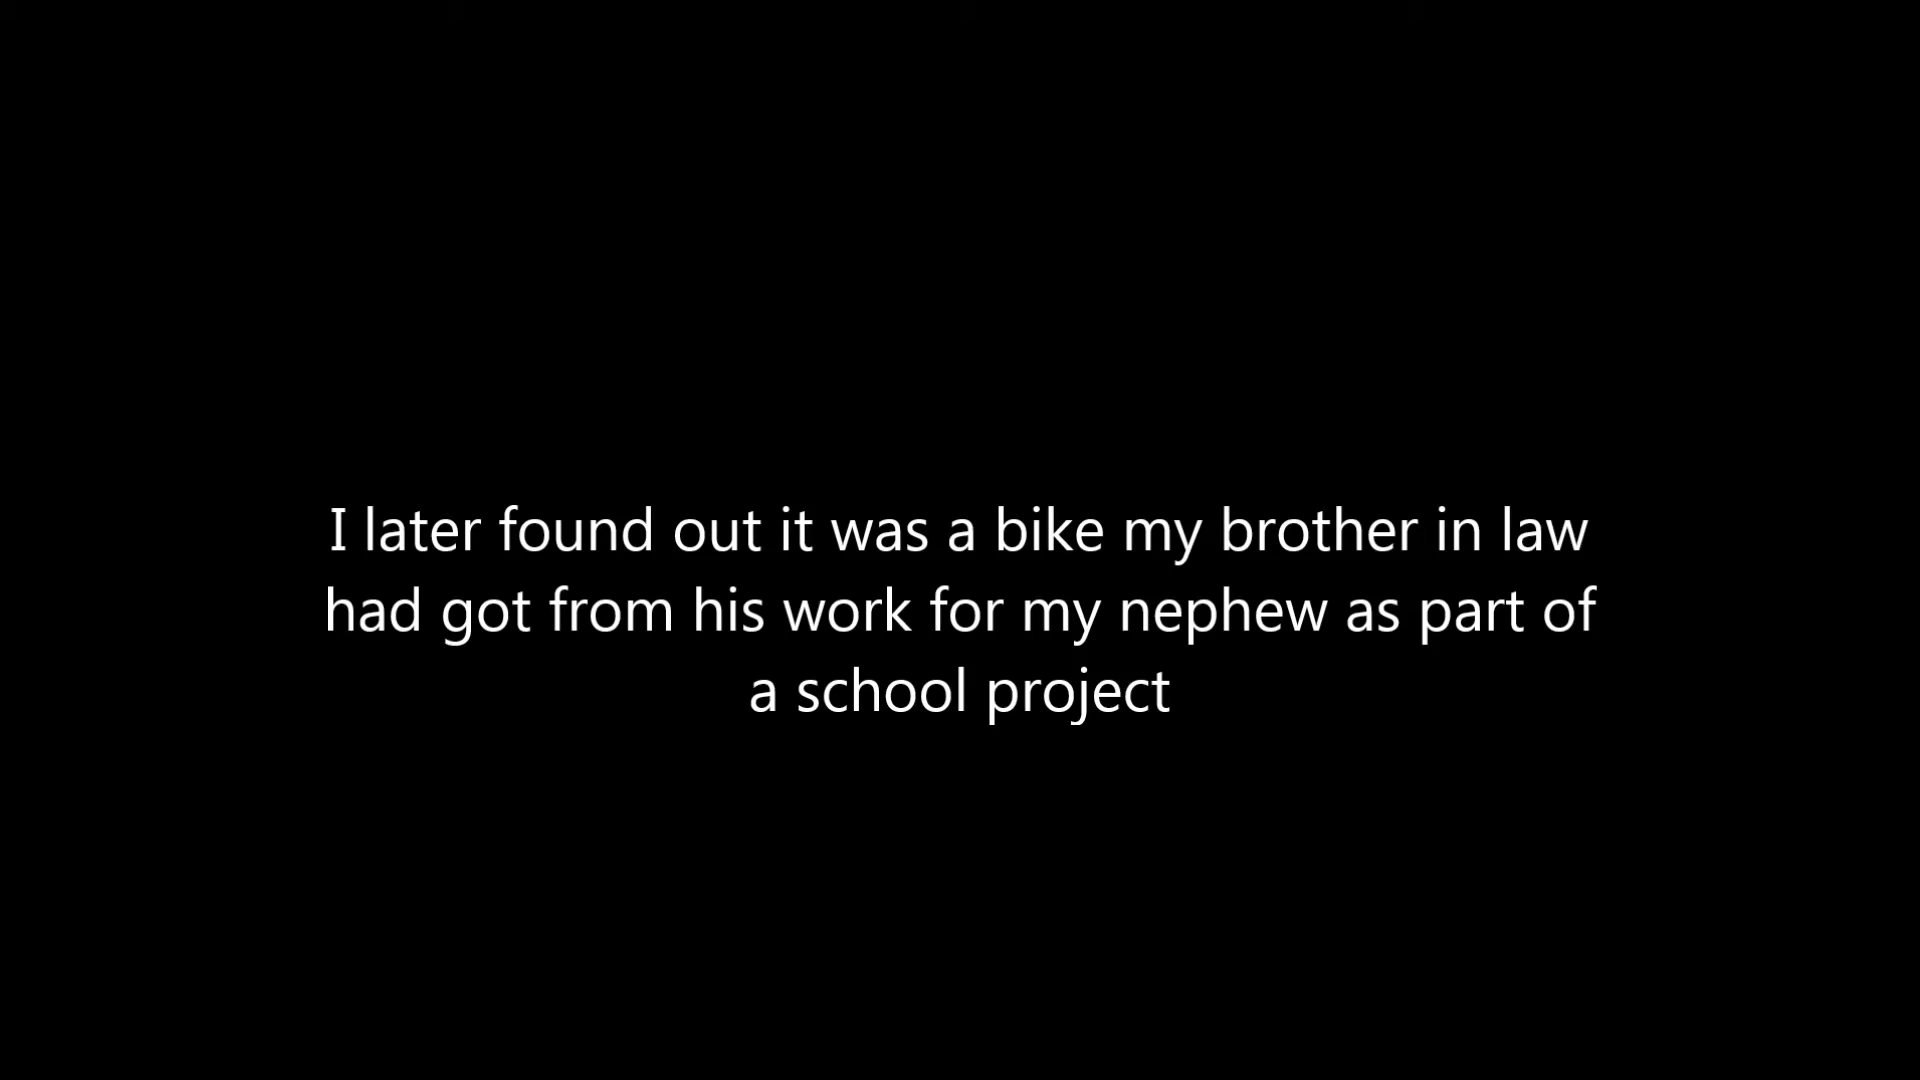 I later found out it was a bike my brother in law
had got from his work for my nephew as part of
a school project